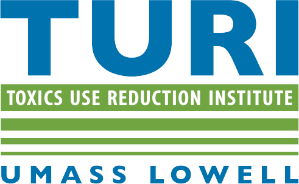 TURI
TOXICS USE REDUCTION INSTITUTE
UMASS LOWELL